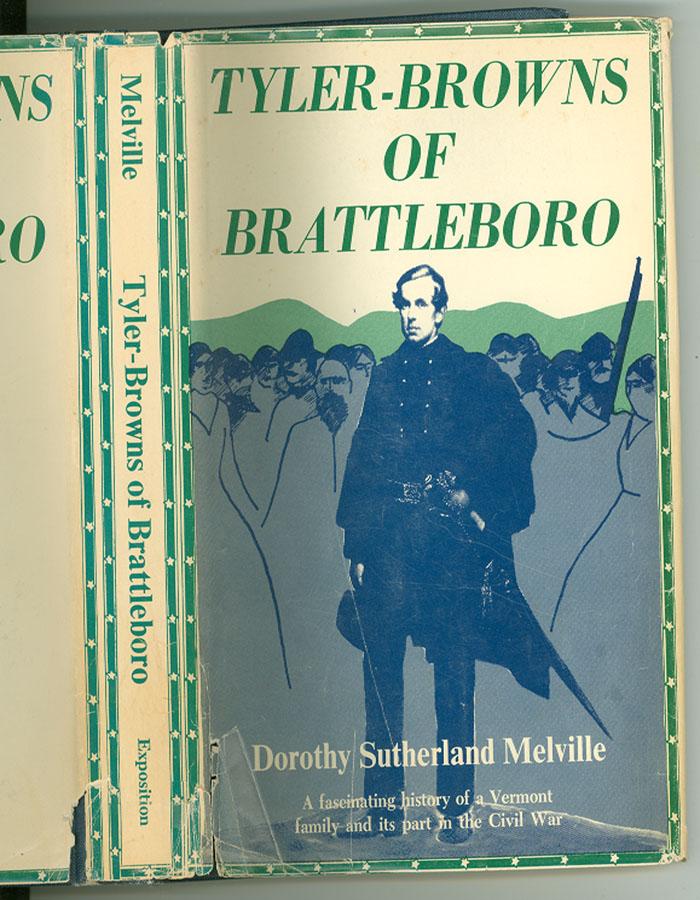 NS
RO
Melville
Tyler-Browns of Brattleboro
Exposition
TYLER-BROWNS
OF
BRATTLEBORO
Dorothy Sutherland Melville
A fascinating history of a Vermont
family and its part in the Civil War